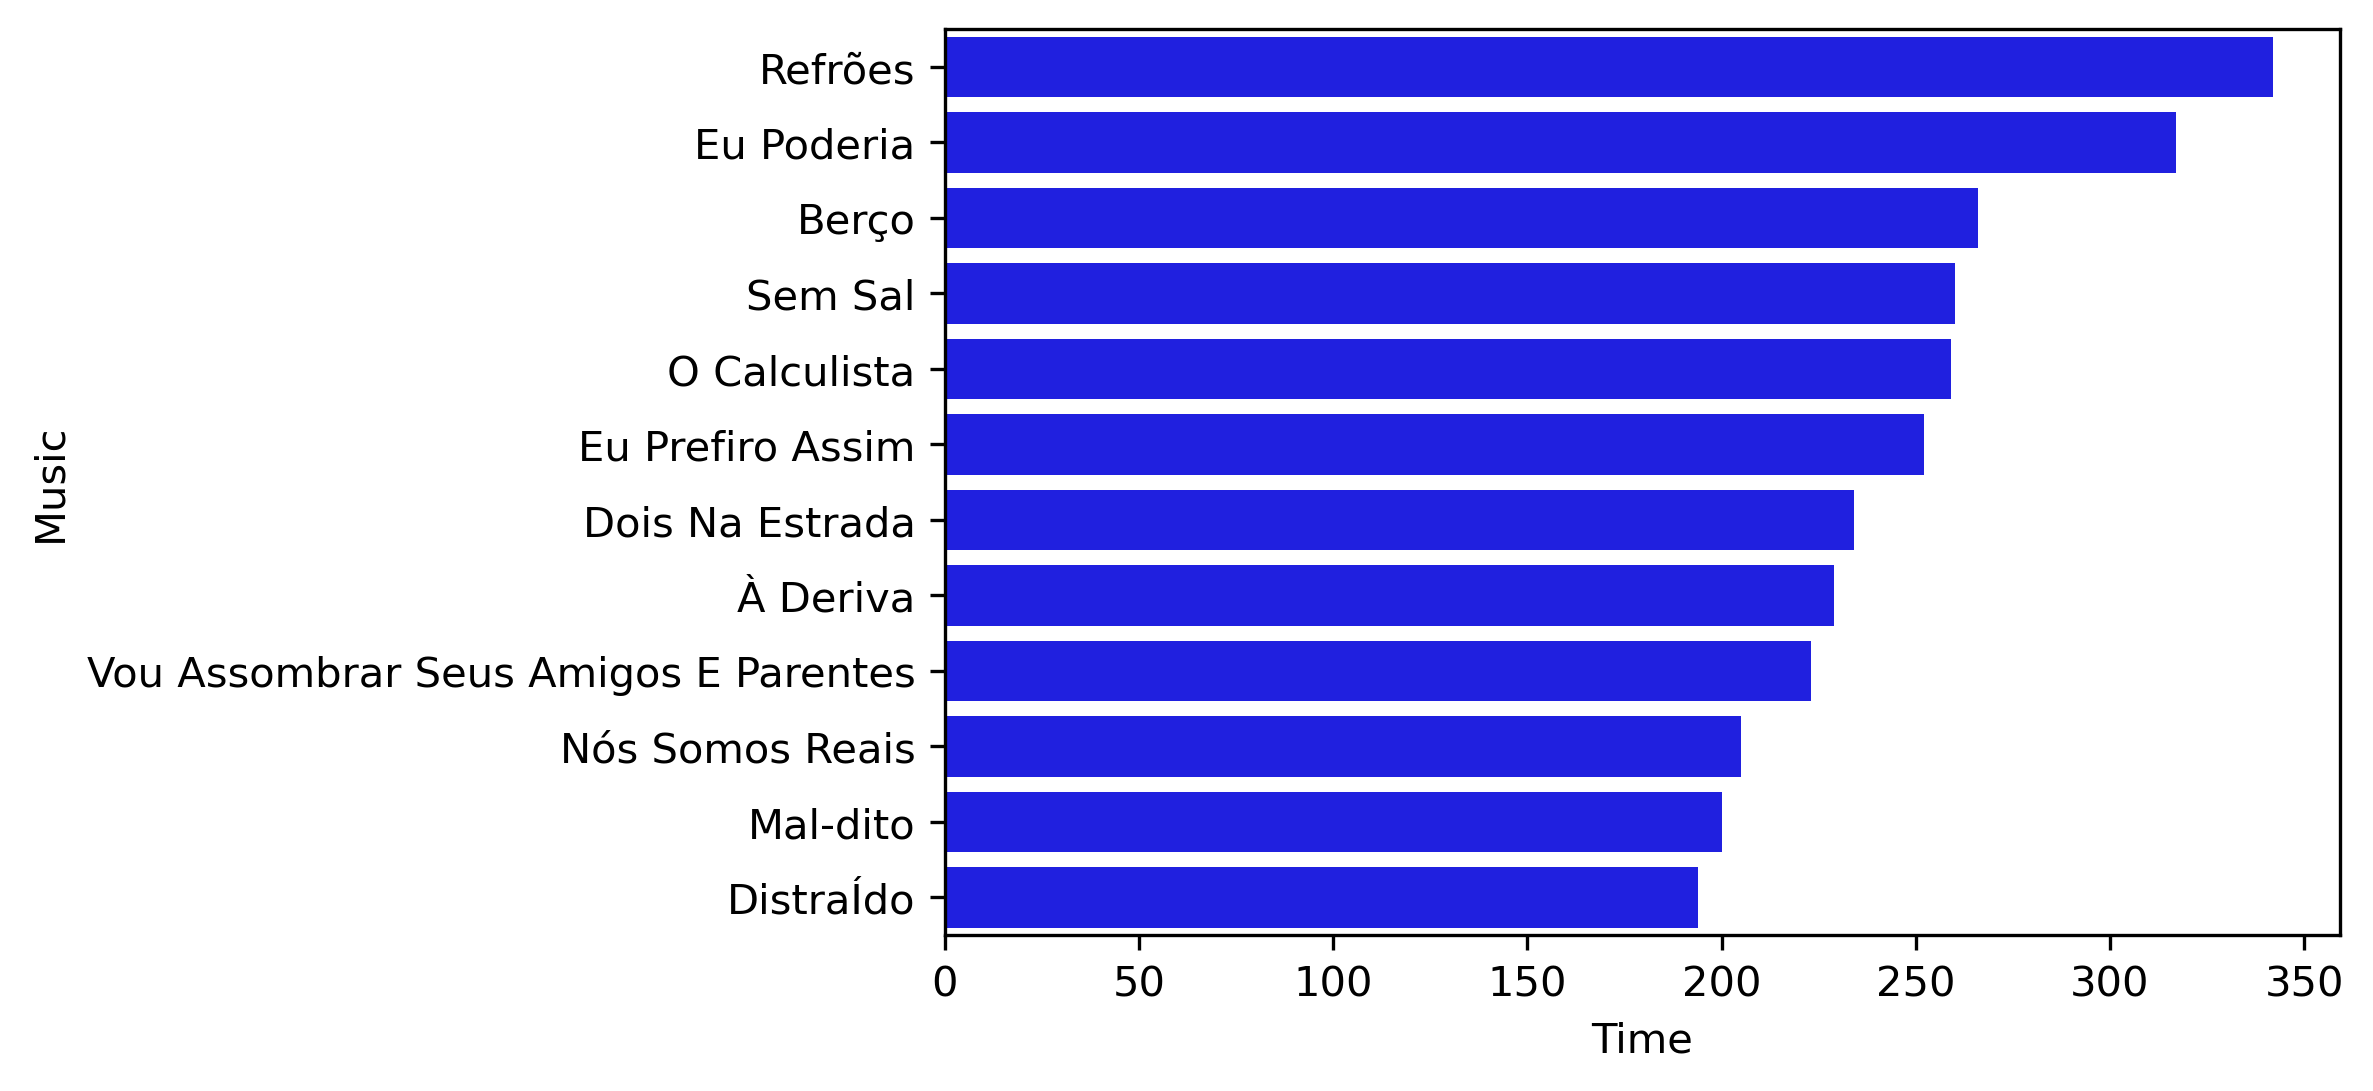 Refrões
Eu Poderia
Berço
Sem Sal
O Calculista
Eu Prefiro Assim
Dois Na Estrada
À Deriva
Vou Assombrar Seus Amigos E Parentes
Nós Somos Reais
Mal-dito
DistraÍdo
Music
0 50 100 150 200 250 300 350
Time